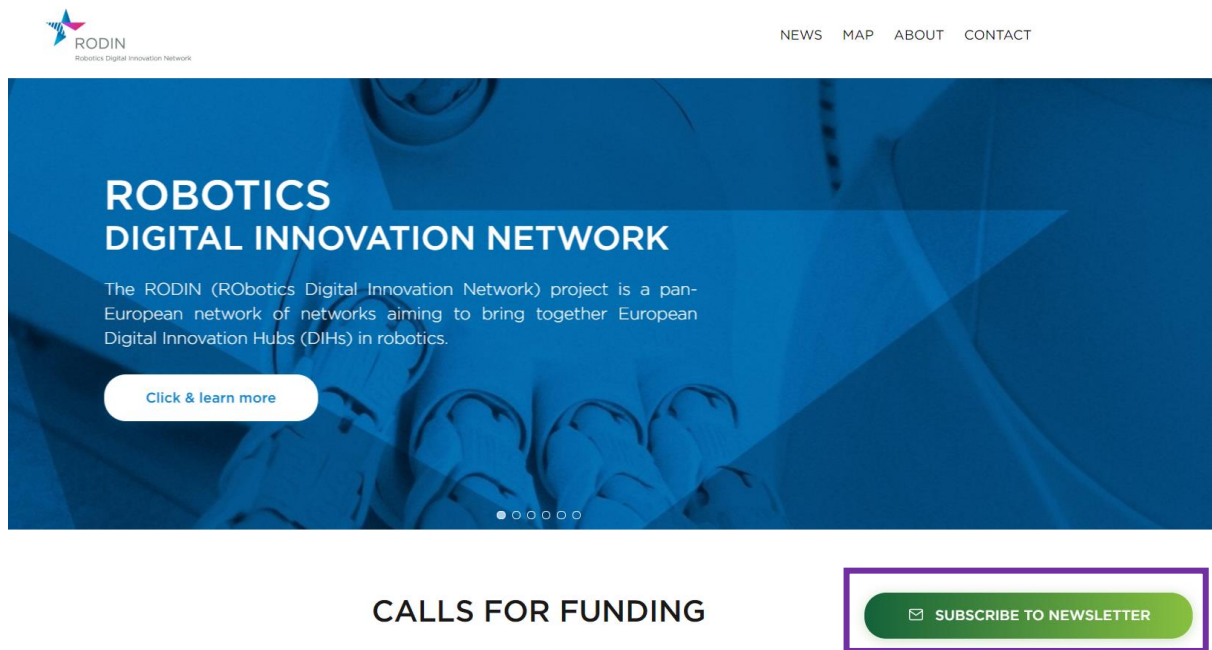 RODIN
Robotics Digital Innovation Network
NEWS MAP ABOUT CONTACT
ROBOTICS
DIGITAL INNOVATION NETWORK
The RODIN (RObotics Digital Innovation Network) project is a pan-
European network of networks aiming to bring together European
Digital Innovation Hubs (DIHs) in robotics.
Click & learn more
CALLS FOR FUNDING
SUBSCRIBE TO NEWSLETTER